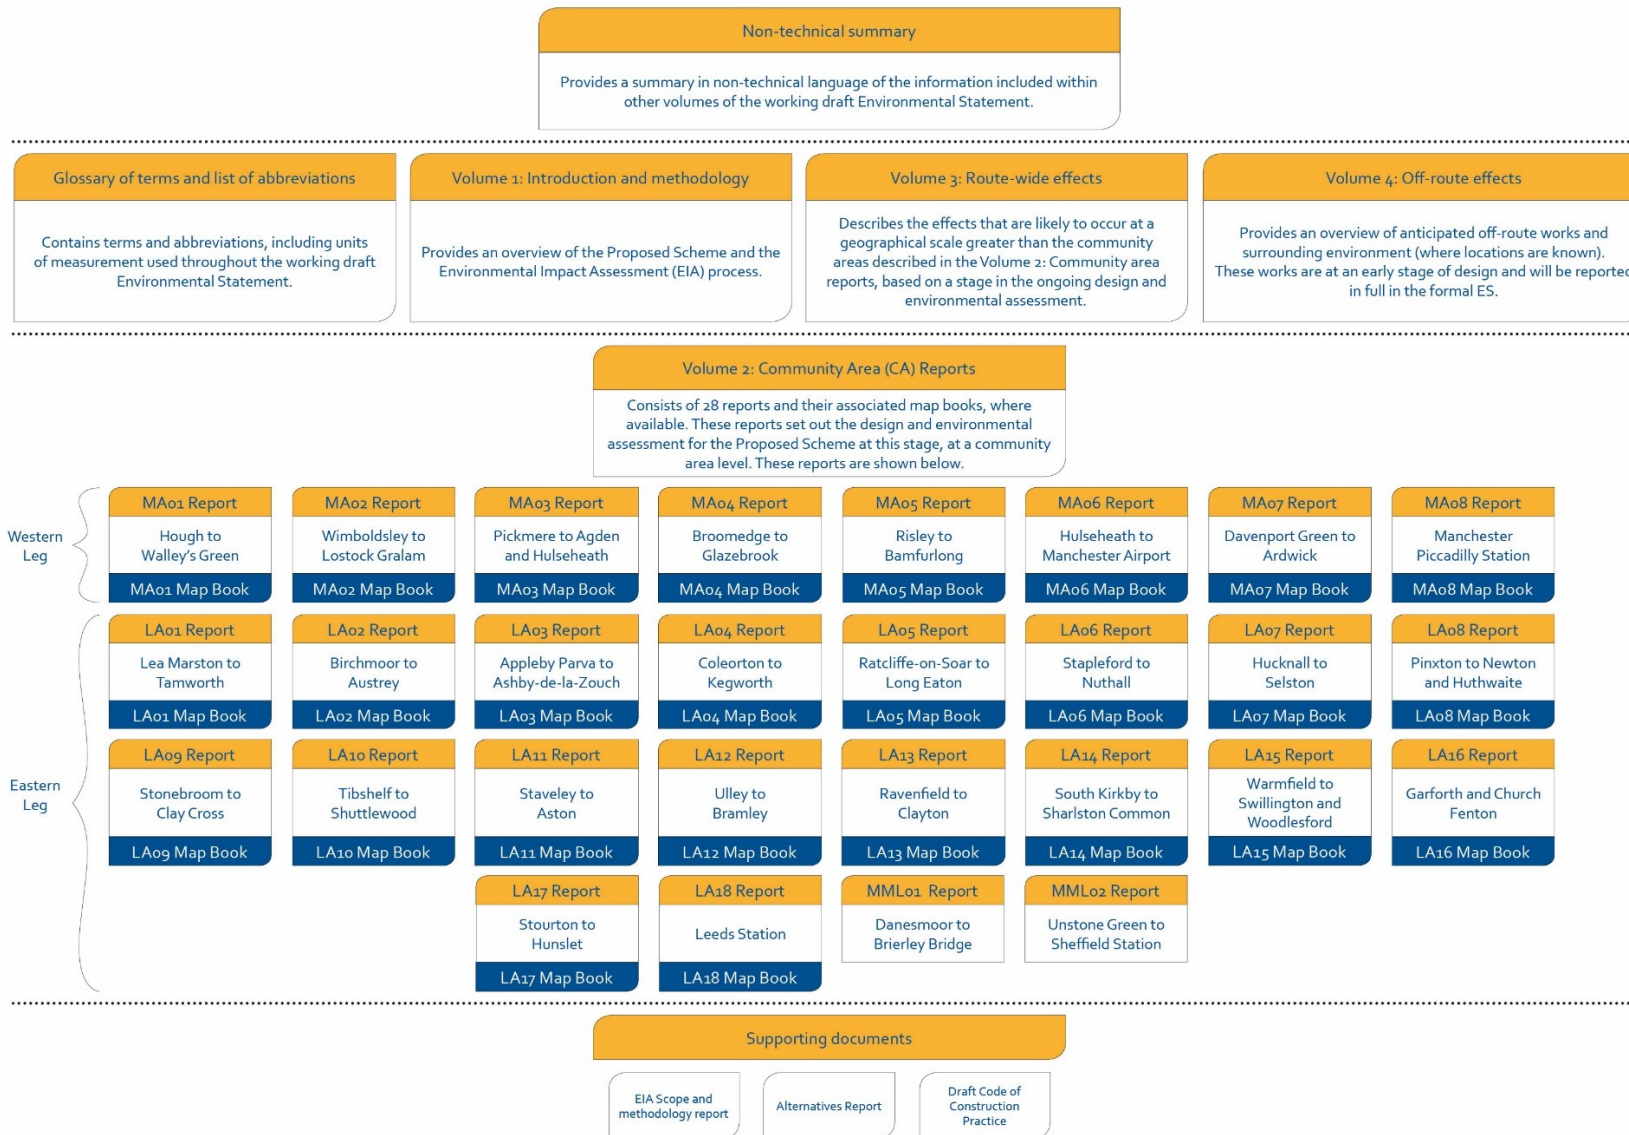 Non-technical summary
Provides a summary in non-technical language of the information included within
other volumes of the working draft Environmental Statement.
Glossary of terms and list of abbreviations
Contains terms and abbreviations, including units
of measurement used throughout the working draft
Environmental Statement.
Volume 1: Introduction and methodology
Provides an overview of the Proposed Scheme and the
Environmental Impact Assessment (EIA) process.
Volume 3: Route-wide effects
Describes the effects that are likely to occur at a
geographical scale greater than the community
areas described in the Volume 2: Community area
reports, based on a stage in the ongoing design and
environmental assessment.
Volume 4: Off-route effects
Provides an overview of anticipated off-route works and
surrounding environment (where locations are known).
These works are at an early stage of design and will be reported
in full in the formal ES.
Volume 2: Community Area (CA) Reports
Consists of 28 reports and their associated map books, where
available. These reports set out the design and environmental
assessment for the Proposed Scheme at this stage, at a community
area level. These reports are shown below.
Western
Leg
MA01 Report
Hough to
Walley's Green
MA01 Map Book
MA02 Report
Wimboldsley to
Lostock Gralam
MA02 Map Book
MA03 Report
Pickmere to Agden
and Hulseheath
MA03 Map Book
MA04 Report
Broomedge to
Glazebrook
MA04 Map Book
MA05 Report
Risley to
Bamfurlong
MA05 Map Book
MA06 Report
Hulseheath to
Manchester Airport
MA06 Map Book
MA07 Report
Davenport Green to
Ardwick
MA07 Map Book
MA08 Report
Manchester
Piccadilly Station
MA08 Map Book
Eastern
Leg
LA01 Report
Lea Marston to
Tamworth
LA01 Map Book
LA02 Report
Birchmoor to
Austrey
LA02 Map Book
LA03 Report
Appleby Parva to
Ashby-de-la-Zouch
LA03 Map Book
LA04 Report
Coleorton to
Kegworth
LA04 Map Book
LA05 Report
Ratcliffe-on-Soar to
Long Eaton
LA05 Map Book
LA06 Report
Stapleford to
Nuthall
LA06 Map Book
LA07 Report
Hucknall to
Selston
LA07 Map Book
LA08 Report
Pinxton to Newton
and Huthwaite
LA08 Map Book
LA09 Report
Stonebroom to
Clay Cross
LA09 Map Book
LA10 Report
Tibshelf to
Shuttlewood
LA10 Map Book
LA11 Report
Staveley to
Aston
LA11 Map Book
LA12 Report
Ulley to
Bramley
LA12 Map Book
LA13 Report
Ravenfield to
Clayton
LA13 Map Book
LA14 Report
South Kirkby to
Sharlston Common
LA14 Map Book
LA15 Report
Warmfield to
Swillington and
Woodlesford
LA15 Map Book
LA16 Report
Garforth and Church
Fenton
LA16 Map Book
LA17 Report
Stourton to
Hunslet
LA17 Map Book
LA18 Report
Leeds Station
LA18 Map Book
MML01 Report
Danesmoor to
Brierley Bridge
MML02 Report
Unstone Green to
Sheffield Station
Supporting documents
EIA Scope and
methodology report
Alternatives Report
Draft Code of
Construction
Practice